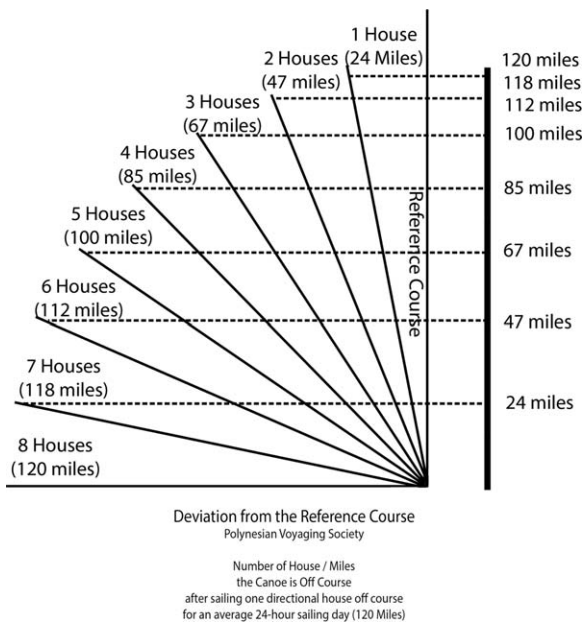 1 House
(24 Miles)
2 Houses
(47 miles)
3 Houses
(67 miles)
4 Houses
(85 miles)
5 Houses
(100 miles)
6 Houses
(112 miles)
7 Houses
(118 miles)
8 Houses
(120 miles)
Reference Course
120 miles
118 miles
112 miles
100 miles
85 miles
67 miles
47 miles
24 miles
Deviation from the Reference Course
Polynesian Voyaging Society
Number of House / Miles
the Canoe is Off Course
after sailing one directional house off course
for an average 24-hour sailing day (120 Miles)